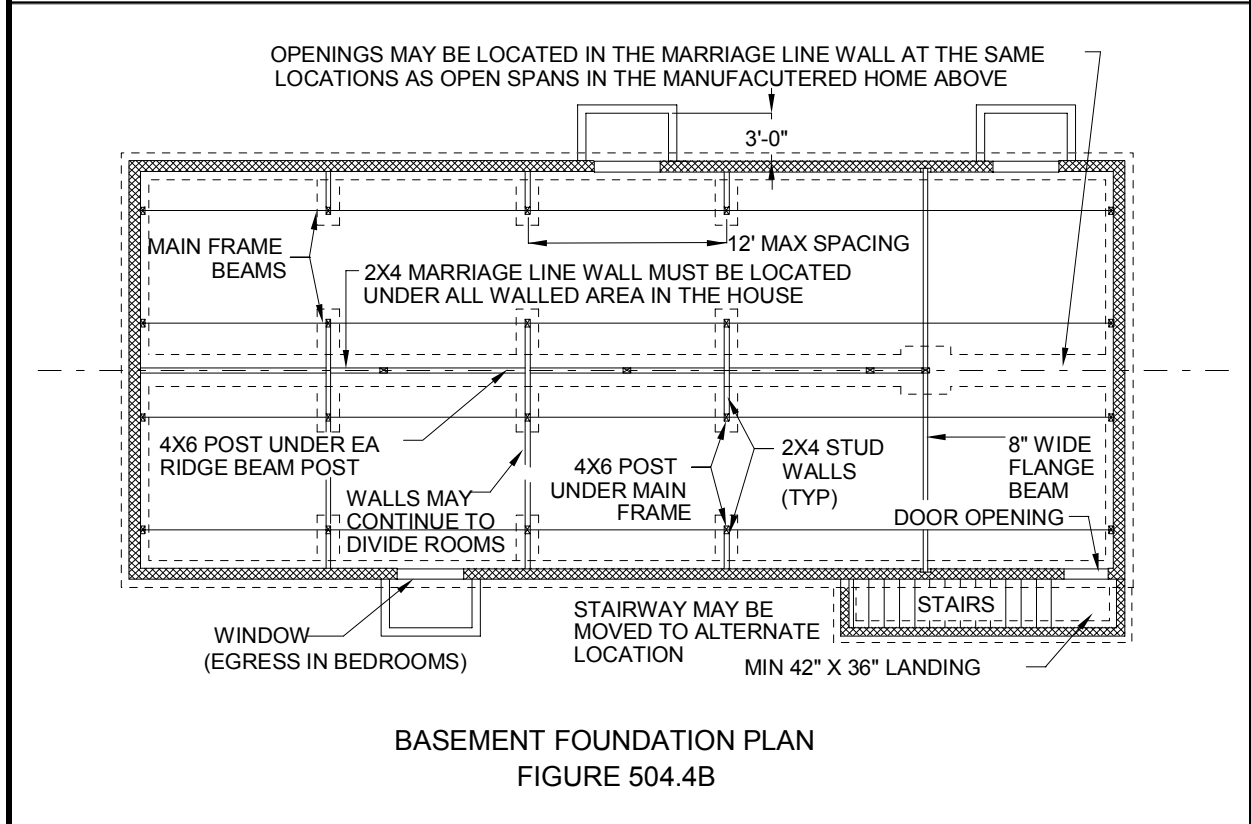 OPENINGS MAY BE LOCATED IN THE MARRIAGE LINE WALL AT THE SAME
LOCATIONS AS OPEN SPANS IN THE MANUFACUTERED HOME ABOVE
3'-0"
MAIN FRAME
BEAMS
12' MAX SPACING
2X4 MARRIAGE LINE WALL MUST BE LOCATED
UNDER ALL WALLED AREA IN THE HOUSE
4X6 POST UNDER EA
RIDGE BEAM POST
WALLS MAY
CONTINUE TO
DIVIDE ROOMS
4X6 POST
UNDER MAIN
FRAME
2X4 STUD
WALLS
(TYP)
8" WIDE
FLANGE
BEAM
DOOR OPENING
STAIRS
WINDOW
(EGRESS IN BEDROOMS)
STAIRWAY MAY BE
MOVED TO ALTERNATE
LOCATION
MIN 42" X 36" LANDING
BASEMENT FOUNDATION PLAN
FIGURE 504.4B